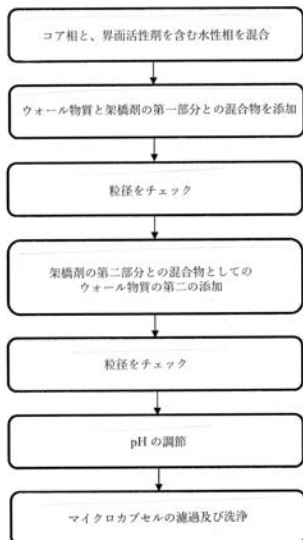 コア相と、界面活性剤を含む水性相を混合
ウォール物質と架橋剤の第一部分との混合物を添加
粒径をチェック
架橋剤の第二部分との混合物としての
ウォール物質の第二の添加
粒径をチェック
pH の調節
マイクロカプセルの濾過及び洗浄